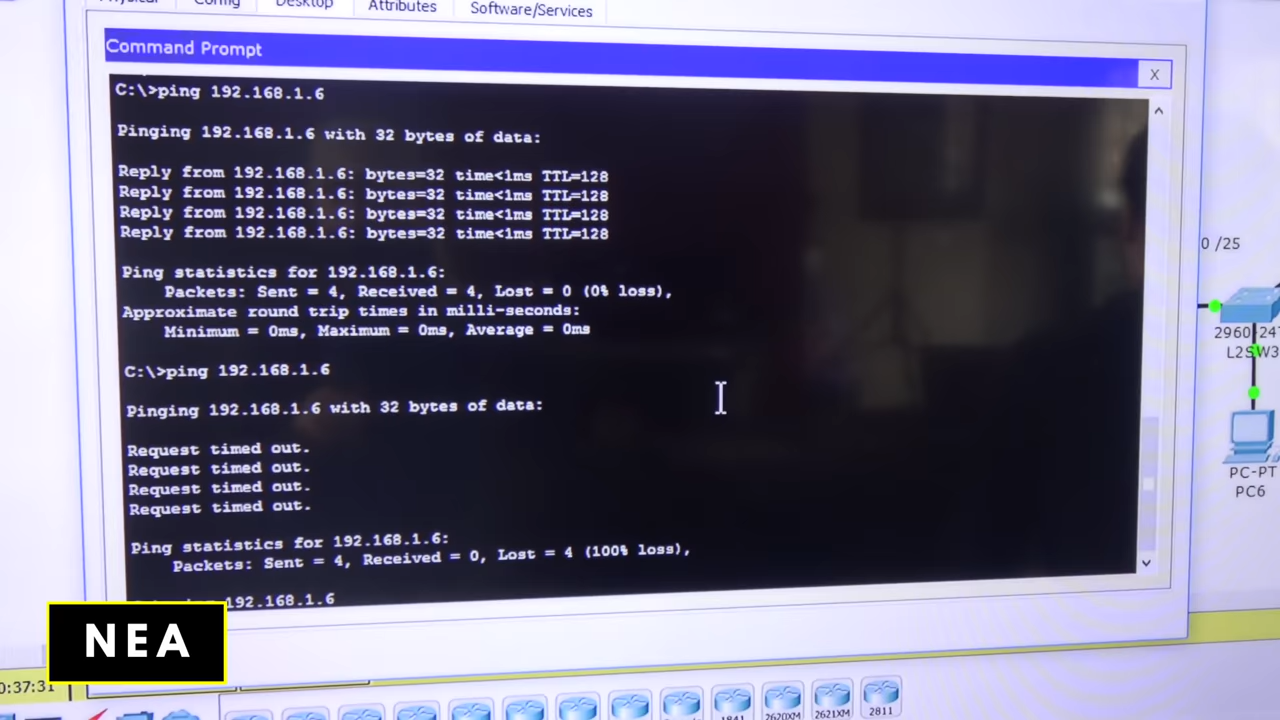 Config
Desktop
Attributes
Software/Services
Command Prompt
X
C:\>ping 192.168.1.6
Pinging 192.168.1.6 with 32 bytes of data:
Reply from 192.168.1.6: bytes=32 time<1ms TTL=128
Reply from 192.168.1.6: bytes=32 time<1ms TTL=128
Reply from 192.168.1.6: bytes=32 time<1ms TTL=128
Reply from 192.168.1.6: bytes=32 time<1ms TTL=128
Ping statistics for 192.168.1.6:
Packets: Sent = 4, Received = 4, Lost = 0 (0% loss),
Approximate round trip times in milli-seconds:
Minimum = 0ms, Maximum = 0ms, Average = 0ms
C:\>ping 192.168.1.6
Pinging 192.168.1.6 with 32 bytes of data:
Request timed out.
Request timed out.
Request timed out.
Request timed out.
Ping statistics for 192.168.1.6:
Packets: Sent = 4, Received = 0, Lost = 4 (100% loss),
192.168.1.6
0 /25
L2SW3
PC-PT
PC6
NEA
0:37:31
1841
2620XM
2621XM
2811